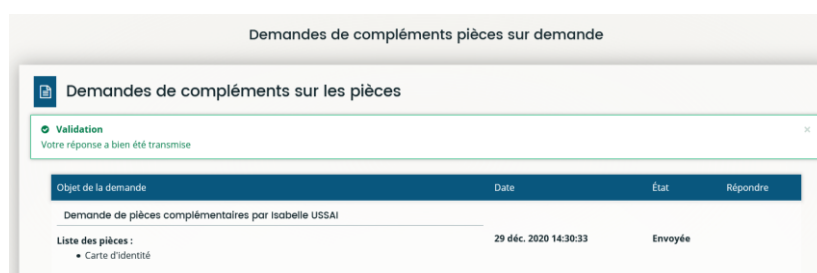 Demandes de compléments pièces sur demande
Demandes de compléments sur les pièces
Validation
Votre réponse a bien été transmise
×
Objet de la demande Date État Répondre
Demande de pièces complémentaires par Isabelle USSAI
Liste des pièces : 29 déc. 2020 14:30:33 Envoyée
• Carte d'identité